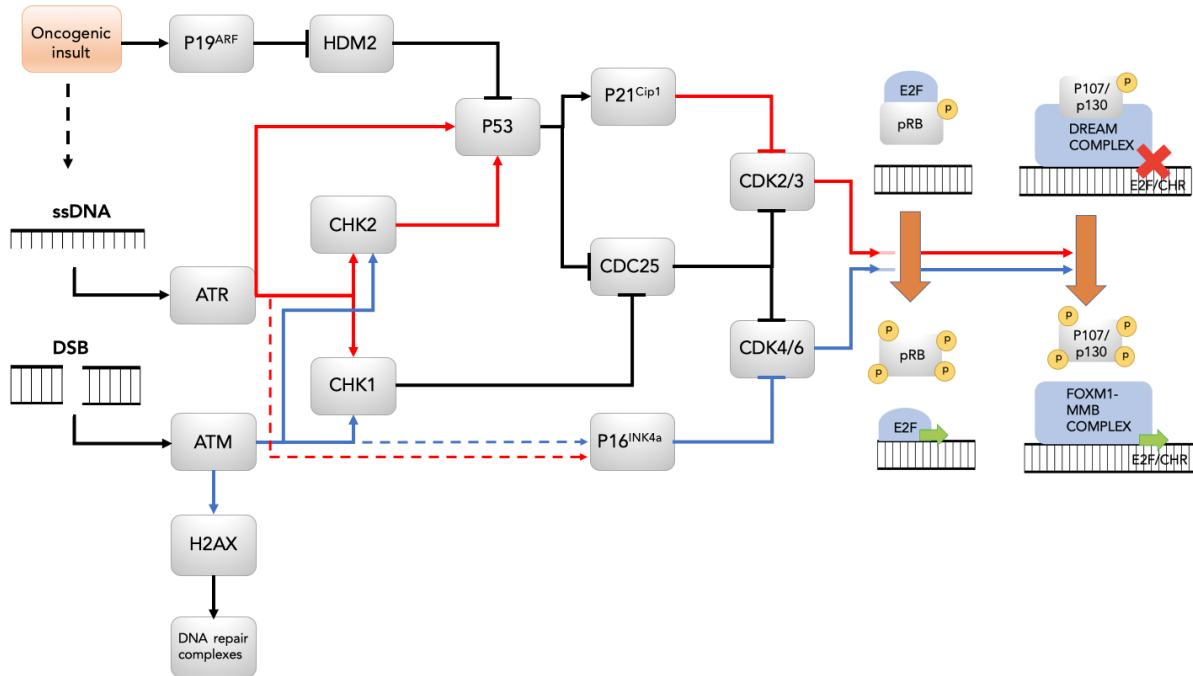 Oncogenic
insult
P19ARF
HDM2
P53
P21Cip1
E2F
P
pRB
P107/
p130
P
DREAM
COMPLEX
E2F/CHR
CDK2/3
CHK2
ssDNA
ATR
CDC25
CDK4/6
P
pRB
P
P
P
P
P107/
p130
P
P
P
DSB
CHK1
ATM
P16INK4a
E2F
FOXM1-
MMB
COMPLEX
E2F/CHR
H2AX
DNA repair
complexes